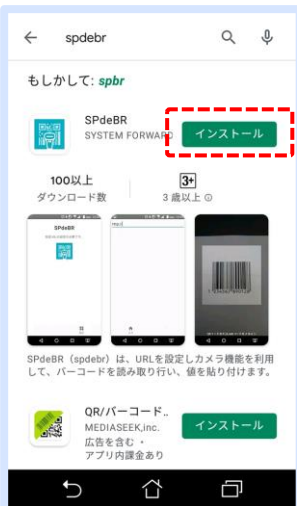 spdebr
もしかして: spbr
SPdeBR
SYSTEM FORWARD
インストール
100以上
ダウンロード数
3+
3 歳以上
SPdeBR
http://
SPdeBR（spdebr）は、URLを設定しカメラ機能を利用
して、バーコードを読み取り行い、値を貼り付けます。
QR/バーコード..
MEDIASEEK,inc.
広告を含む・
アプリ内課金あり
インストール